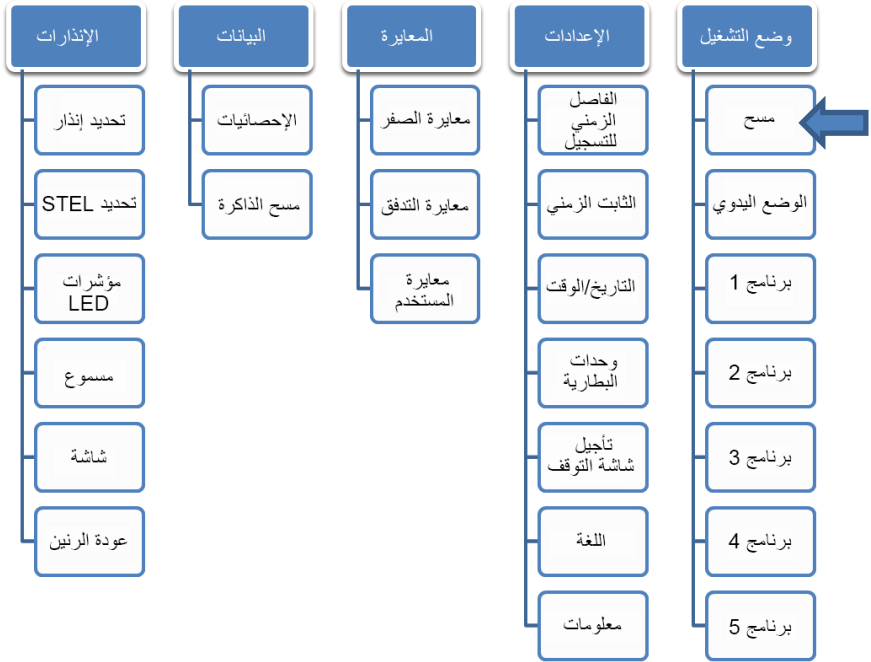 وضع التشغيل
مسح
الوضع اليدوي
برنامج 1
برنامج 2
برنامج 3
برنامج 4
برنامج 5
الإعدادات
الفاصل
الزمني
للتسجيل
الثابت الزمني
التاريخ/الوقت
وحدات
البطارية
تأجيل
شاشة التوقف
اللغة
معلومات
المعايرة
معايرة الصفر
معايرة التدفق
معايرة
المستخدم
البيانات
الإحصائيات
مسح الذاكرة
الإنذارات
تحديد إنذار
تحديد STEL
مؤشرات
LED
مسموع
شاشة
عودة الرنين